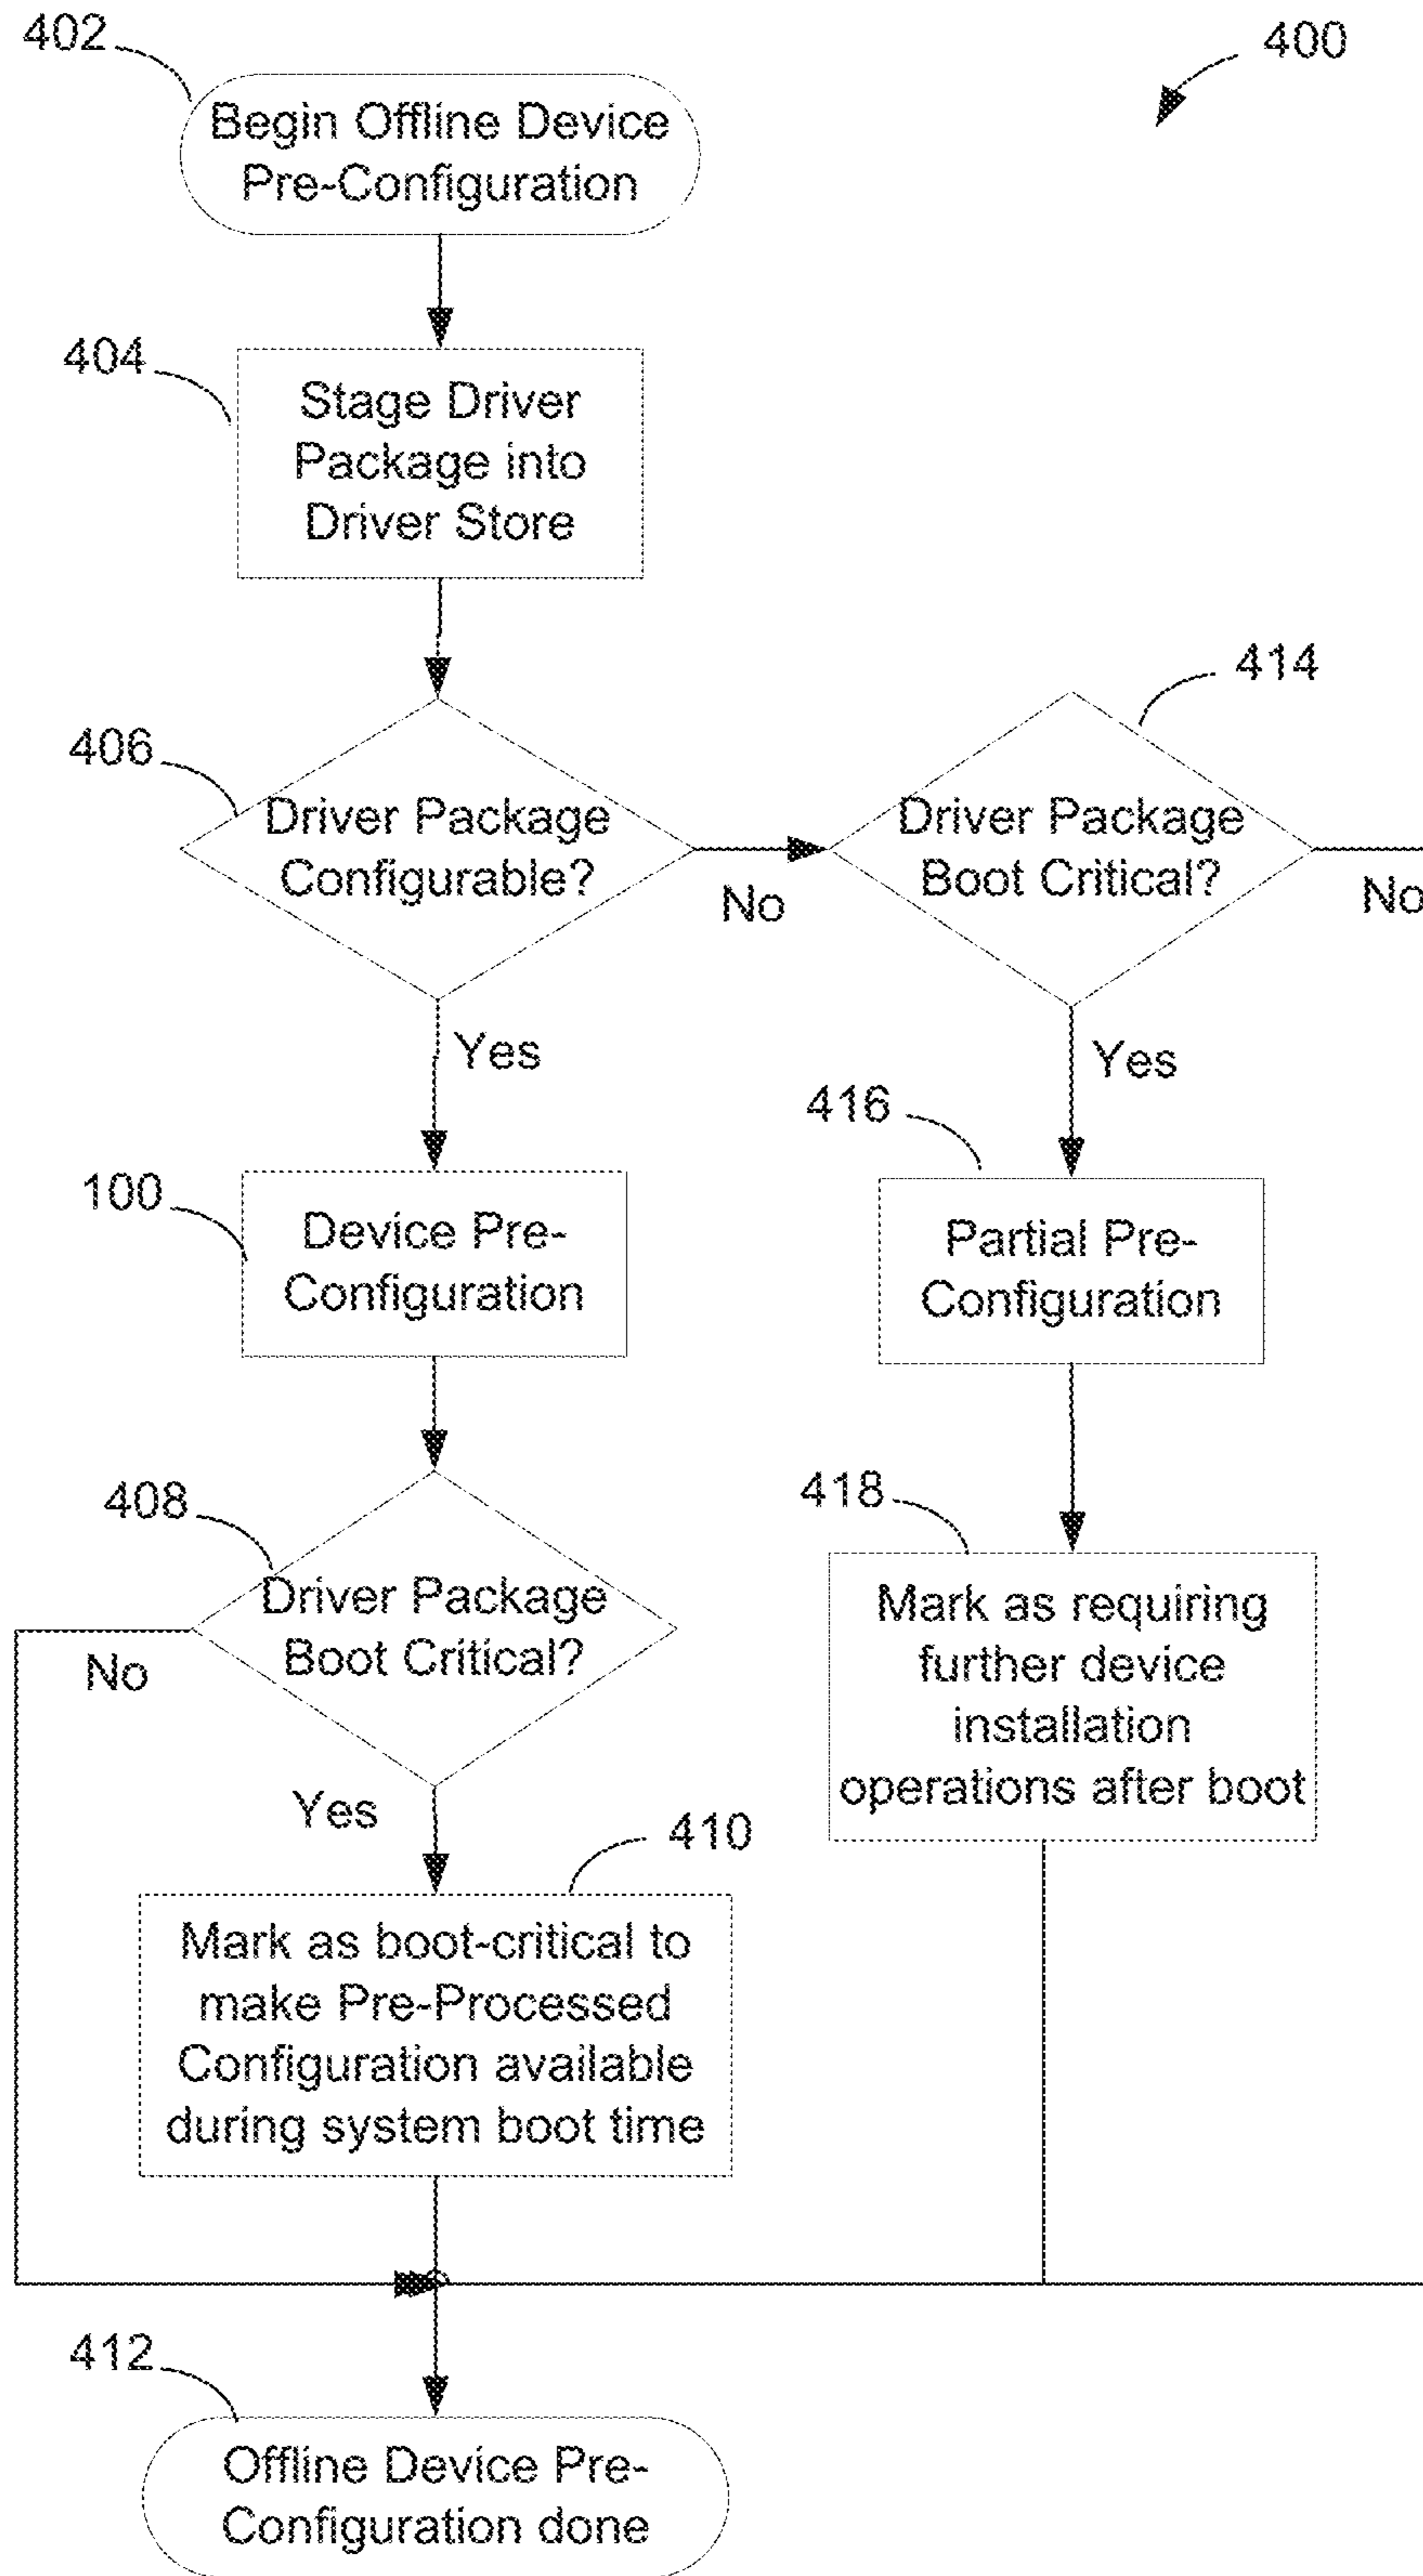 402
400
Begin Offline Device
Pre-Configuration
404
Stage Driver
Package into
Driver Store
414
406
Driver Package
Configurable?
No
Driver Package
Boot Critical?
No
Yes
Yes
416
100
Device Pre-
Configuration
Partial Pre-
Configuration
408
418
Driver Package
Boot Critical?
No
Mark as requiring
further device
installation
operations after boot
Yes
410
Mark as boot-critical to
make Pre-Processed
Configuration available
during system boot time
412
Offline Device Pre-
Configuration done